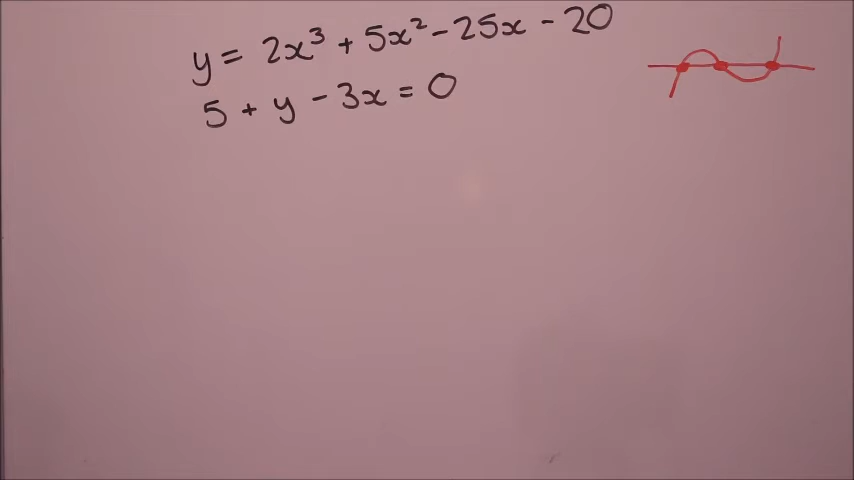 y = 2x³ + 5x² - 25x - 20
5 + y - 3x = 0